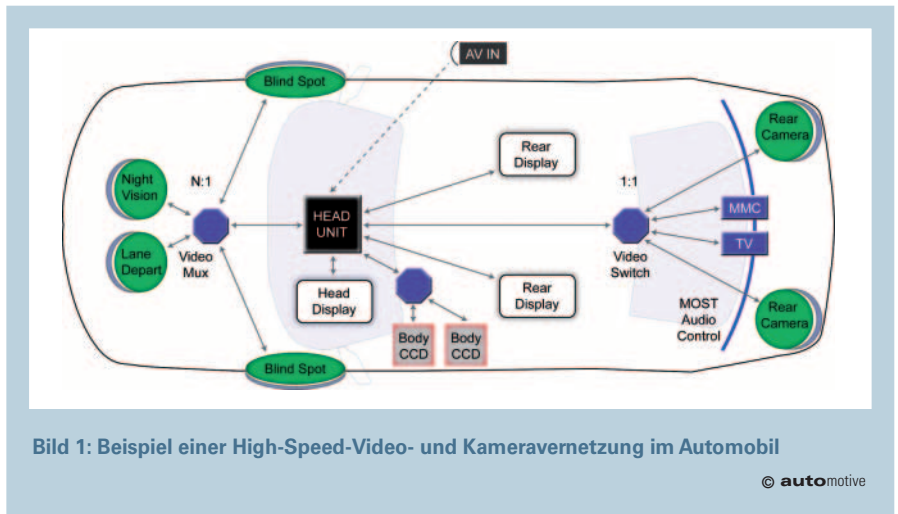 AV IN
Blind Spot
Rear
Camera
Rear
Display
Night
Vision
N:1
1:1
MMC
HEAD
UNIT
TV
Lane
Depart
Video
Mux
Video
Switch
Head
Display
Rear
Display
MOST
Audio
Control
Rear
Camera
Body
CCD
Body
CCD
Blind Spot
Bild 1: Beispiel einer High-Speed-Video- und Kameravernetzung im Automobil
© automotive